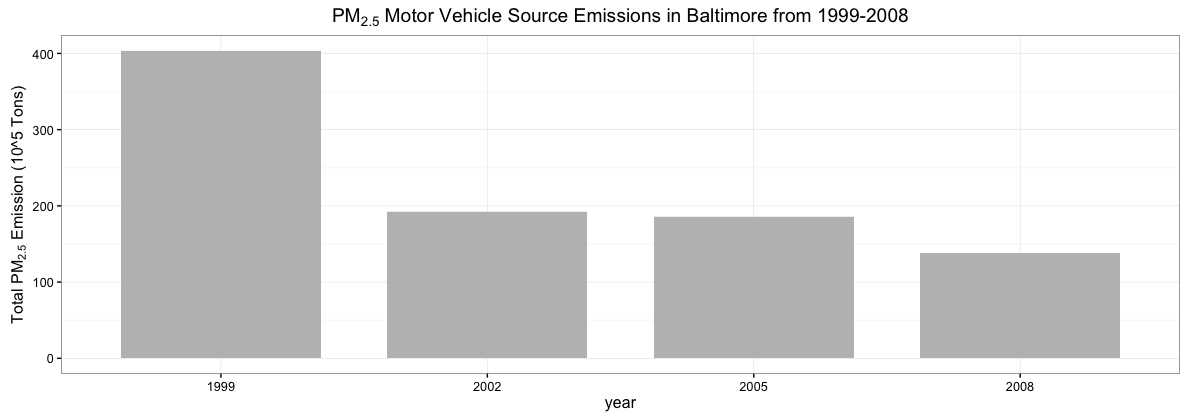 PM2.5 Motor Vehicle Source Emissions in Baltimore from 1999-2008
Total PM2.5 Emission (10^5 Tons)
400
300
200
100
0
1999 2002 2005 2008
year